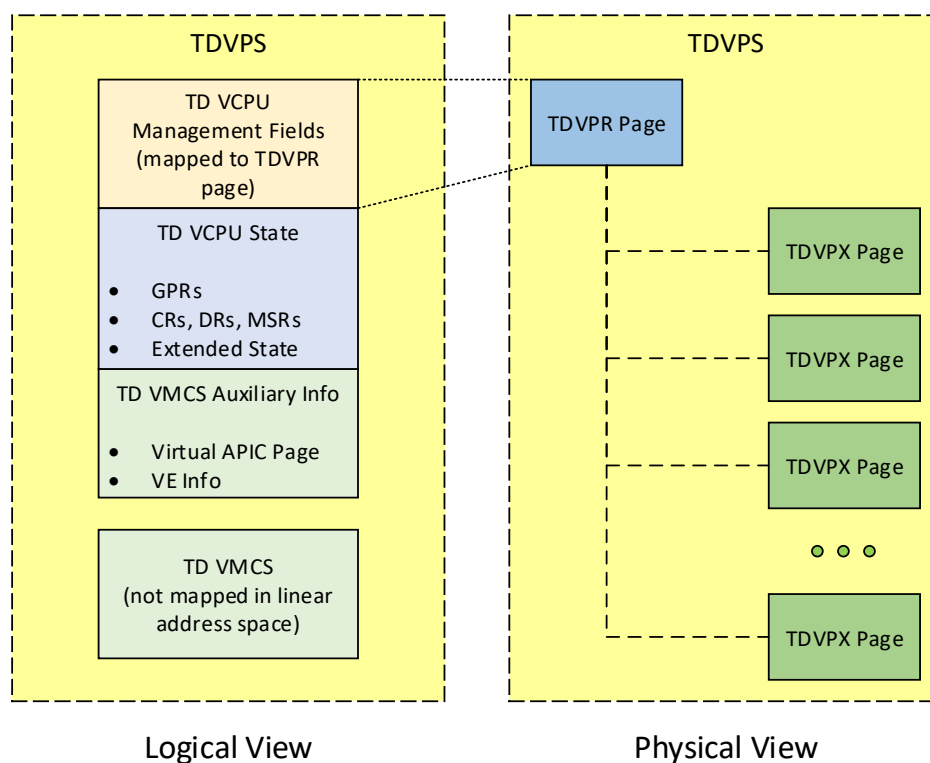 TDVPS
TD VCPU
Management Fields
(mapped to TDVPR
page)
TD VCPU State
• GPRs
• CRs, DRs, MSRs
• Extended State
TD VMCS Auxiliary Info
• Virtual APIC Page
• VE Info
TD VMCS
(not mapped in linear
address space)
Logical View
TDVPS
TDVPR Page
TDVPX Page
TDVPX Page
TDVPX Page
TDVPX Page
Physical View